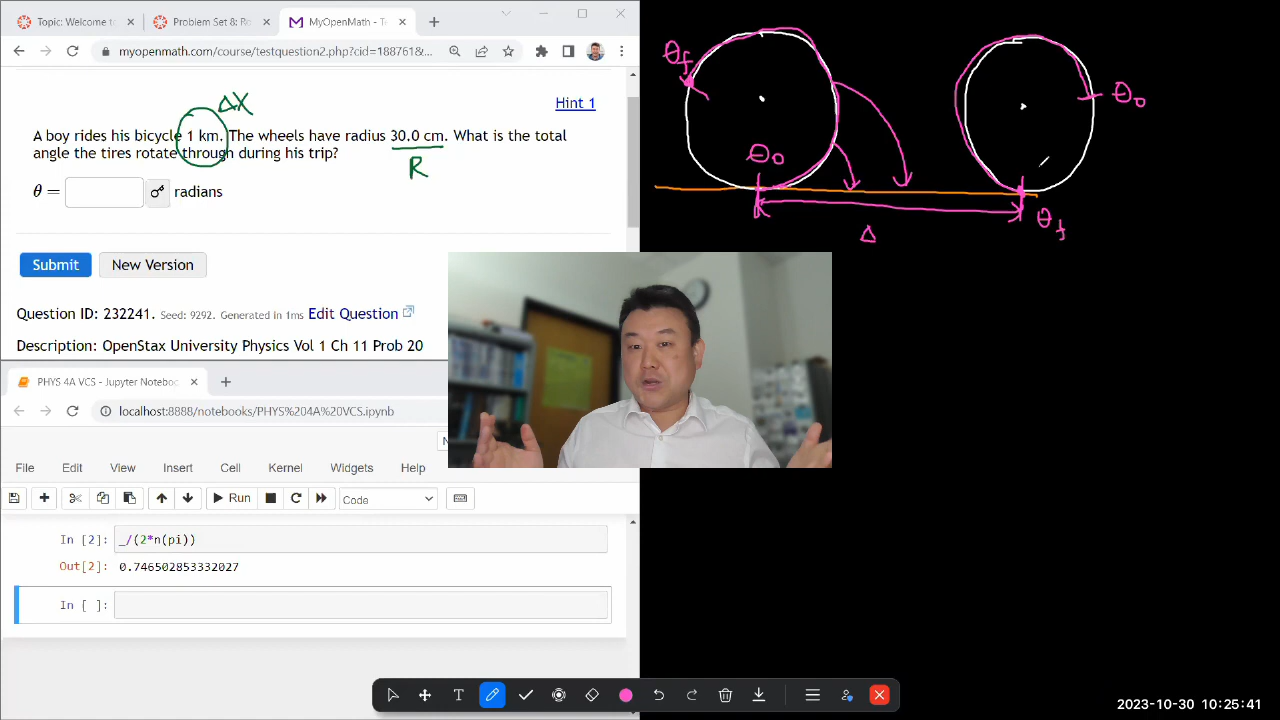 Topic: Welcome to
Problem Set 8: Ro
MyOpenMath - Te
myopenmath.com/course/testquestion2.php?cid=188761&...
Hint 1
ΔX
A boy rides his bicycle 1 km. The wheels have radius 30.0 cm. What is the total
angle the tires rotate through during his trip?
R
θ =
σ
radians
Submit
New Version
Question ID: 232241. Seed: 9292. Generated in 1ms Edit Question
Description: OpenStax University Physics Vol 1 Ch 11 Prob 20
PHYS 4A VCS - Jupyter Noteboo
localhost:8888/notebooks/PHYS%204A%20VCS.ipynb
N
File Edit View Insert Cell Kernel Widgets Help
Run
Code
In [2]: _/(2*n(pi))
Out[2]: 0.746502853332027
In [ ]:
θf
θ0
θ0
θf
Δ
T
2023-10-30 10:25:41